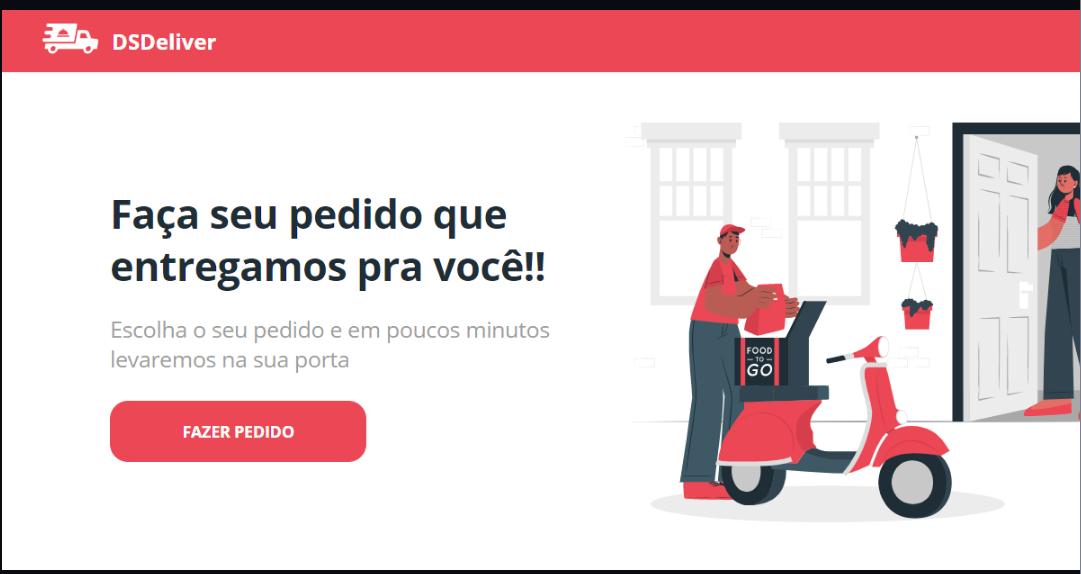 DSDeliver
Faça seu pedido que
entregamos pra você!!
Escolha o seu pedido e em poucos minutos
levaremos na sua porta
FAZER PEDIDO
FOOD
TO
GO